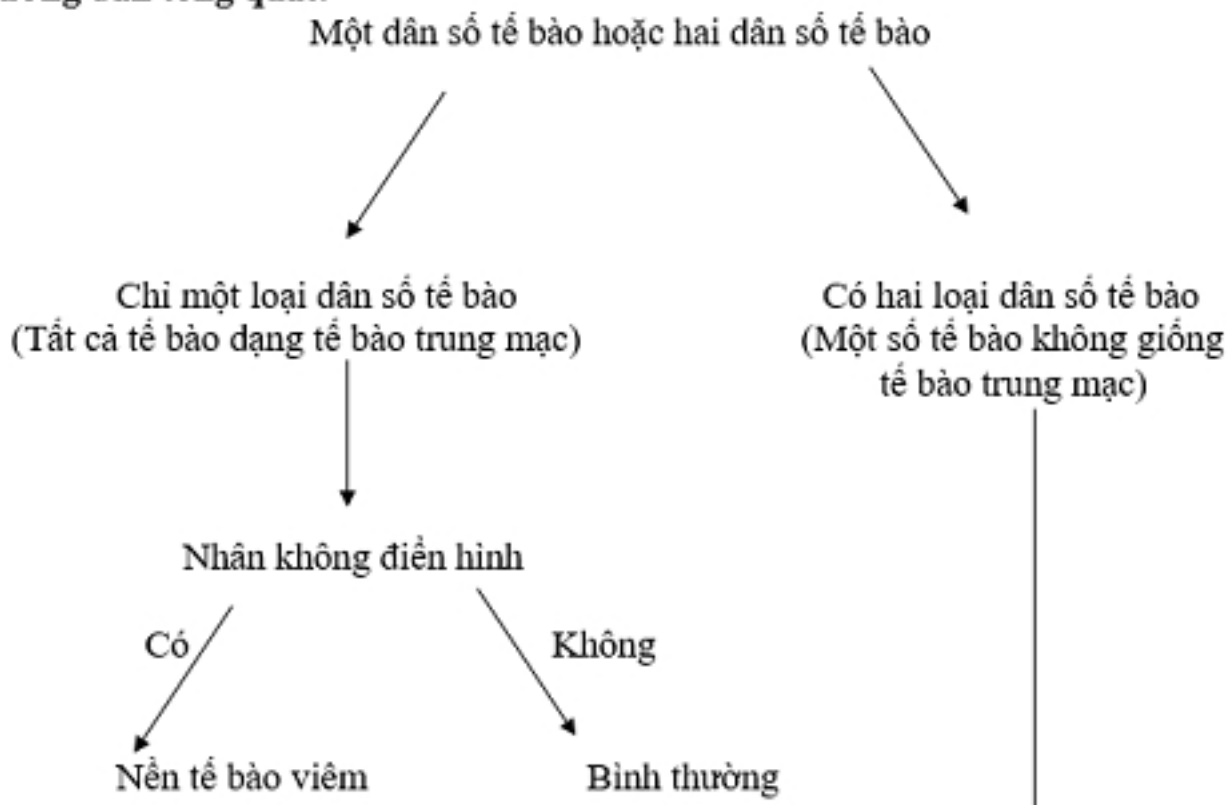 Một dân số tế bào hoặc hai dân số tế bào
Chỉ một loại dân số tế bào
(Tất cả tế bào dạng tế bào trung mạc)
Có hai loại dân số tế bào
(Một số tế bào không giống
tế bào trung mạc)
Nhân không điển hình
Có
Không
Nền tế bào viêm
Bình thường